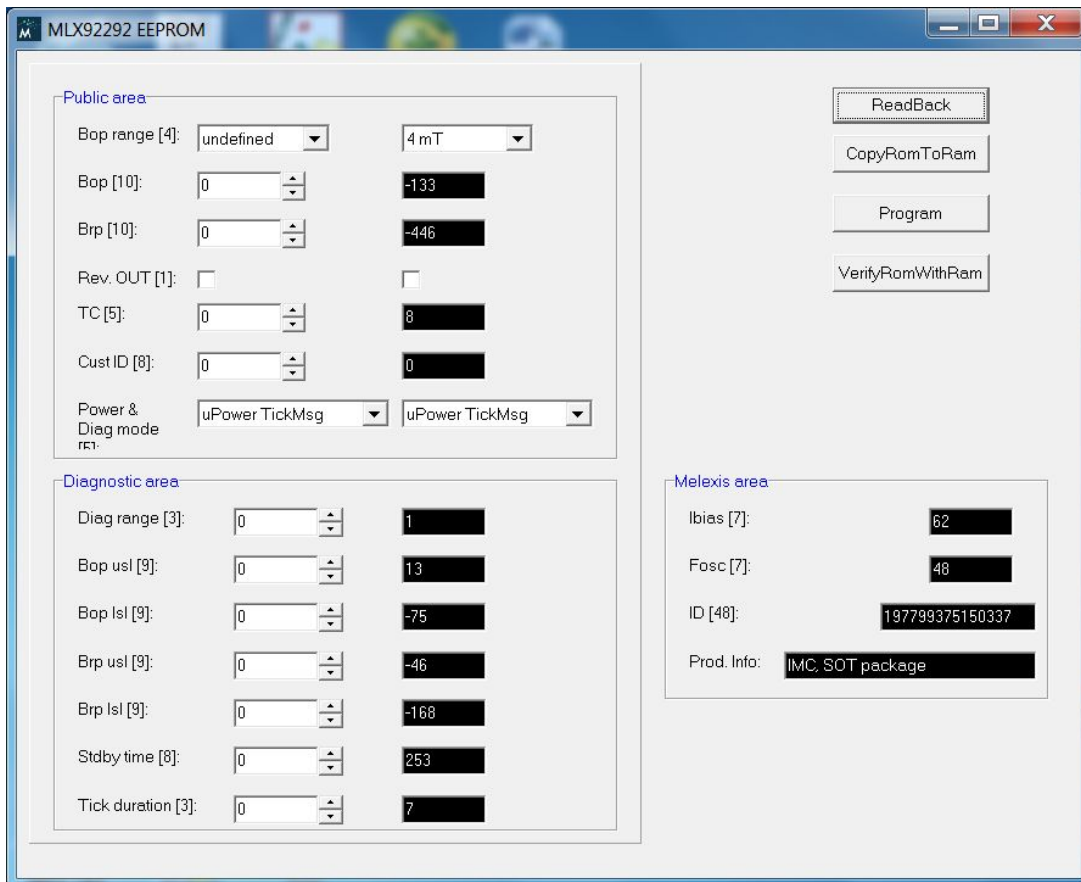 MLX92292 EEPROM
Public area
Bop range [4]: undefined 4 mT
Bop [10]: 0 -133
Brp [10]: 0 -446
Rev. OUT [1]:
TC [5]: 0 8
Cust ID [8]: 0 0
Power & uPower TickMsg uPower TickMsg
Diag mode
[5]:
ReadBack
CopyRomToRam
Program
VerifyRomWithRam
Diagnostic area
Diag range [3]: 0 1
Bop usl [9]: 0 13
Bop lsl [9]: 0 -75
Brp usl [9]: 0 -46
Brp lsl [9]: 0 -168
Stdby time [8]: 0 253
Tick duration [3]: 0 7
Melexis area
Ibias [7]: 62
Fosc [7]: 48
ID [48]: 197799375150337
Prod. Info: IMC, SOT package